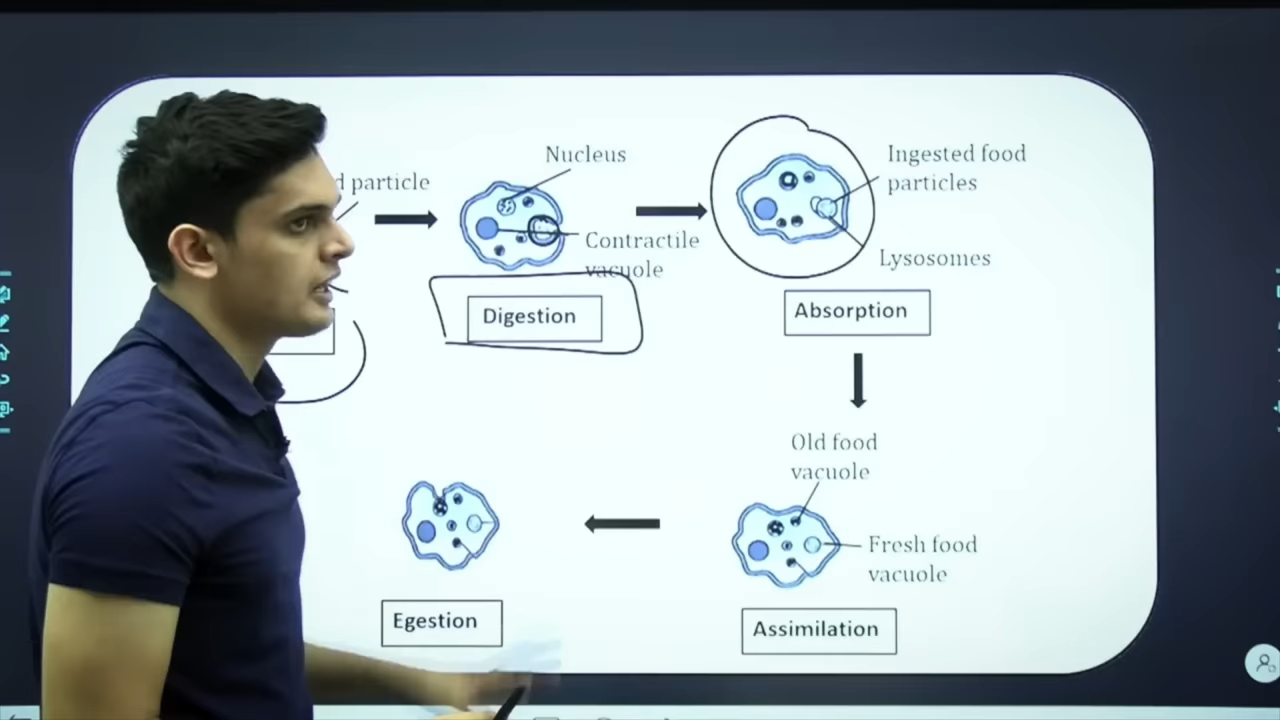 particle
Nucleus
Contractile
vacuole
Digestion
Ingested food
particles
Lysosomes
Absorption
Old food
vacuole
Fresh food
vacuole
Assimilation
Egestion